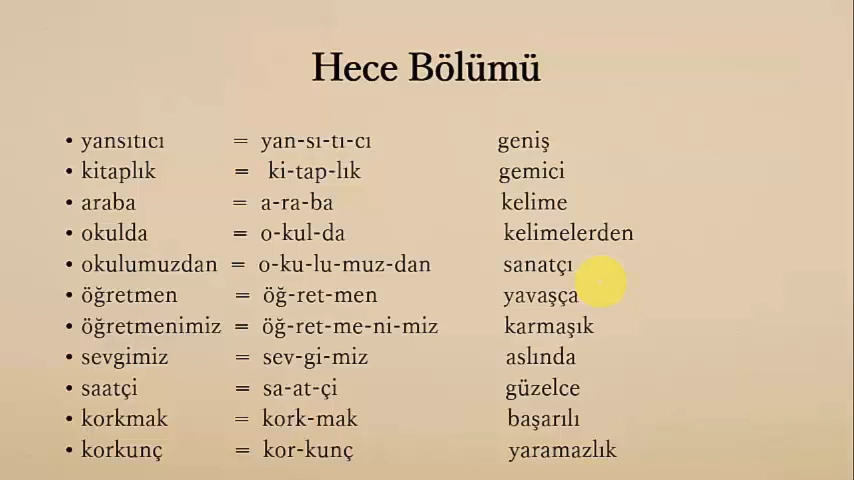 Hece Bölümü
• yansıtıcı = yan-sı-tı-cı geniş
• kitaplık = ki-tap-lık gemici
• araba = a-ra-ba kelime
• okulda = o-kul-da kelimelerden
• okulumuzdan = o-ku-lu-muz-dan sanatçı
• öğretmen = öğ-ret-men yavaşça
• öğretmenimiz = öğ-ret-me-ni-miz karmaşık
• sevgimiz = sev-gi-miz aslında
• saatçi = sa-at-çi güzelce
• korkmak = kork-mak başarılı
• korkunç = kor-kunç yaramazlık